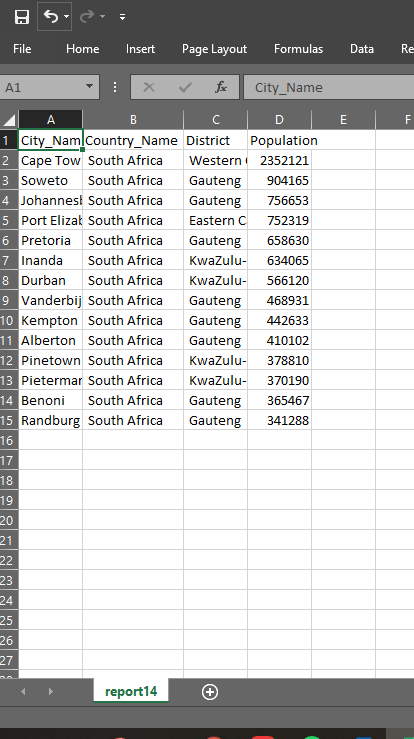 File Home Insert Page Layout Formulas Data Re
A1 fx City_Name
A B C D E F
1 City_Nam Country_Name District Population
2 Cape Tow South Africa Western 2352121
3 Soweto South Africa Gauteng 904165
4 Johannes South Africa Gauteng 756653
5 Port Elizab South Africa Eastern C 752319
6 Pretoria South Africa Gauteng 658630
7 Inanda South Africa KwaZulu- 634065
8 Durban South Africa KwaZulu- 566120
9 Vanderbij South Africa Gauteng 468931
10 Kempton South Africa Gauteng 442633
11 Alberton South Africa Gauteng 410102
12 Pinetown South Africa KwaZulu- 378810
13 Pietermar South Africa KwaZulu- 370190
14 Benoni South Africa Gauteng 365467
15 Randburg South Africa Gauteng 341288
16
17
18
19
20
21
22
23
24
25
26
27
report14